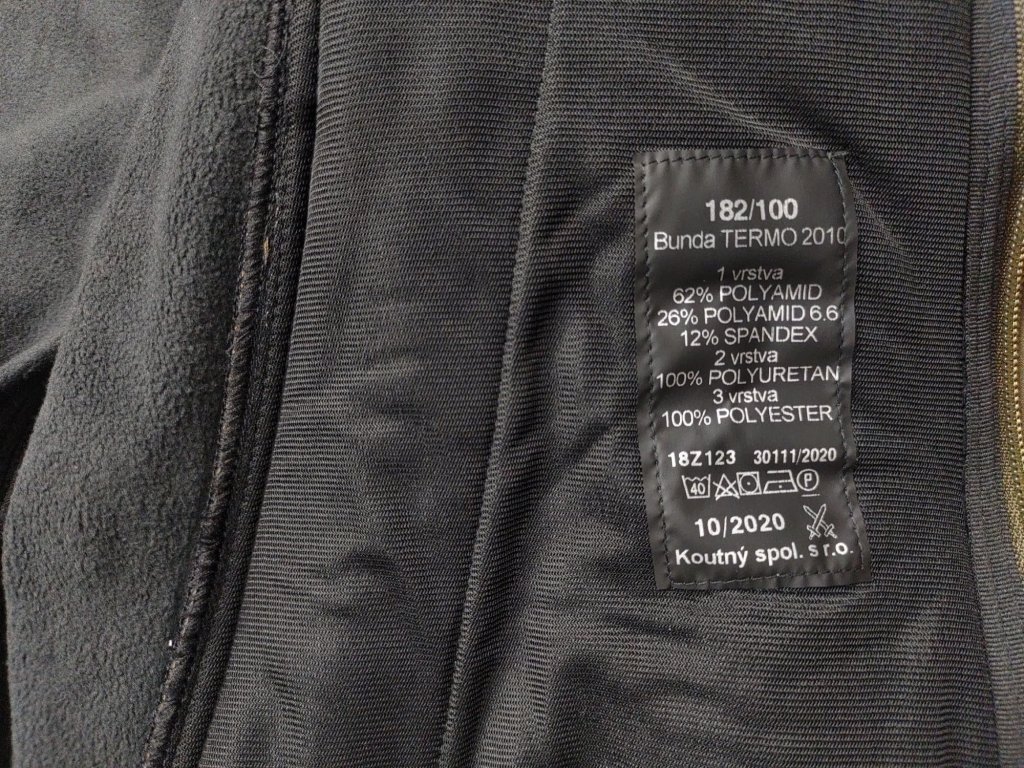 182/100
Bunda TERMO 2010
1 vrstva
62% POLYAMID
26% POLYAMID 6.6
12% SPANDEX
2 vrstva
100% POLYURETAN
3 vrstva
100% POLYESTER
18Z123 30111/2020
40 P
10/2020
Koutný spol. s r.o.